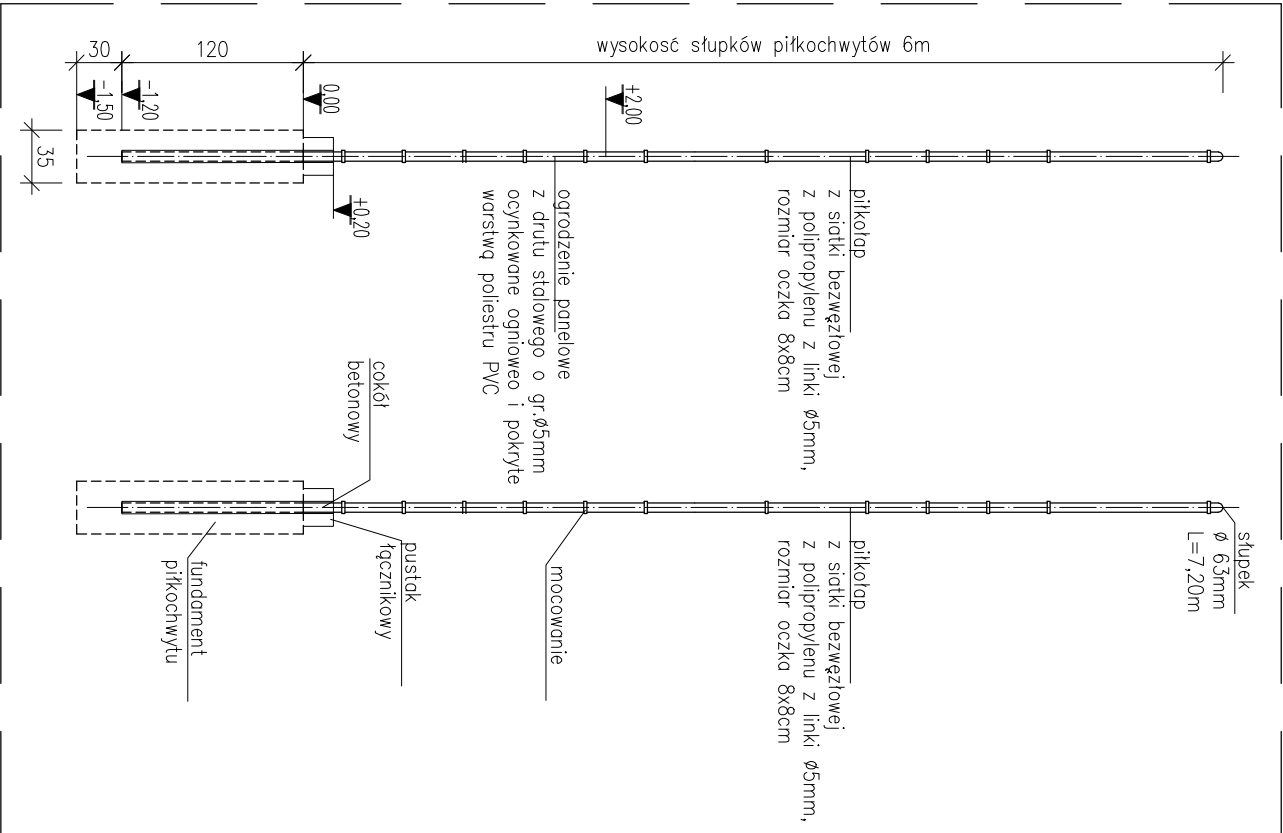 wysokosć słupków piłkochwytów 6m
30
120
35
-1,50
-1,20
0,00
+0,20
+2,00
piłkołap
z siatki bezwęzłowej
z polipropylenu z linki Ø5mm,
rozmiar oczka 8x8cm
ogrodzenie panelowe
z drutu stalowego o gr.Ø5mm
ocynkowane ogniowo i pokryte
warstwą poliestru PVC
słupek
Ø 63mm
L=7,20m
piłkołap
z siatki bezwęzłowej
z polipropylenu z linki Ø5mm,
rozmiar oczka 8x8cm
mocowanie
cokół
betonowy
pustak
łącznikowy
fundament
piłkochwytu